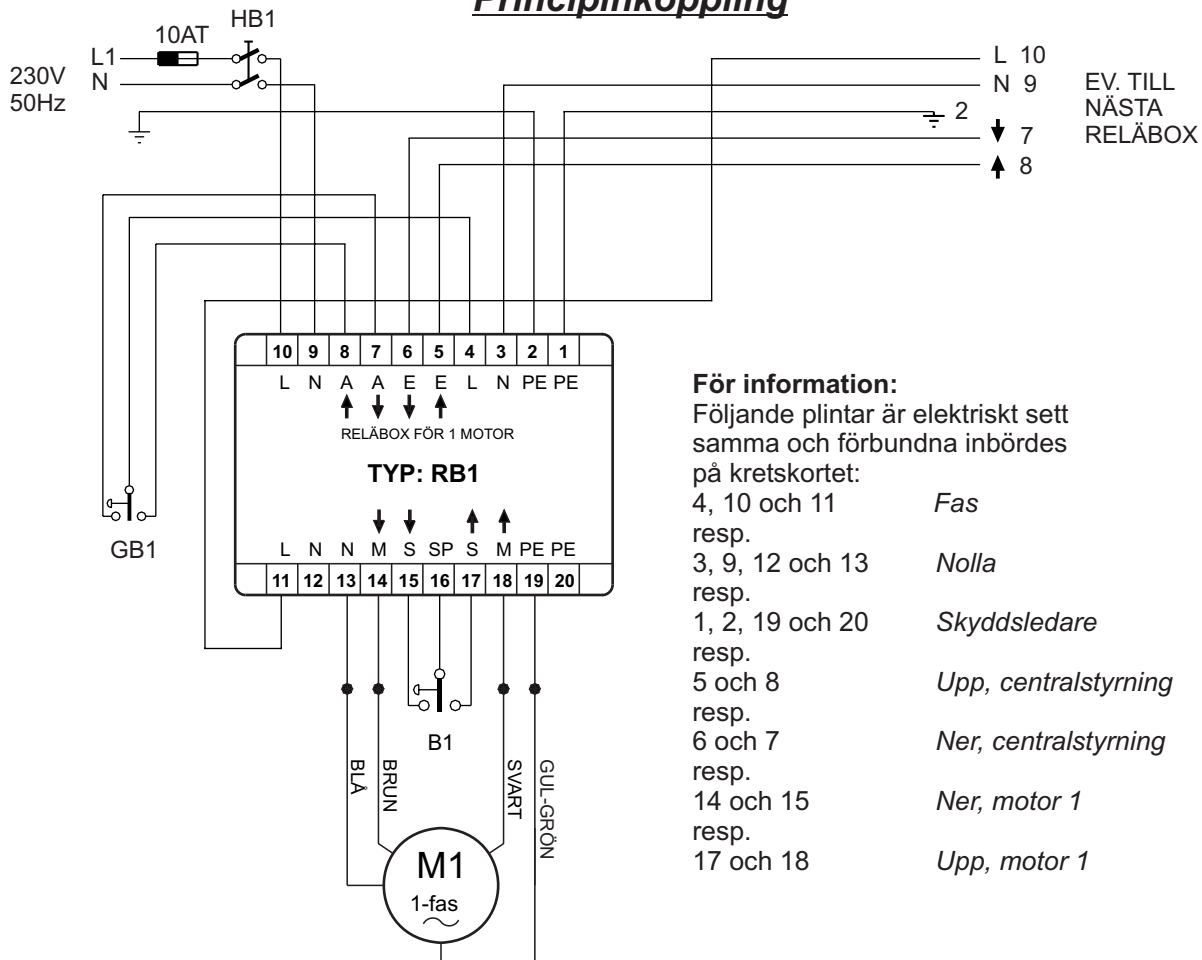 Principinkoppling
HB1
10AT
L1
230V
N
50Hz
L 10
N 9
2
7
8
EV. TILL
NÄSTA
RELÄBOX
10 9 8 7 6 5 4 3 2 1
L N A A E E L N PE PE
RELÄBOX FÖR 1 MOTOR
TYP: RB1
L N N M S SP S M PE PE
11 12 13 14 15 16 17 18 19 20
GB1
B1
BLÅ
BRUN
SVART
GUL-GRÖN
M1
1-fas
För information:
Följande plintar är elektriskt sett
samma och förbundna inbördes
på kretskortet:
4, 10 och 11 Fas
resp.
3, 9, 12 och 13 Nolla
resp.
1, 2, 19 och 20 Skyddsledare
resp.
5 och 8 Upp, centralstyrning
resp.
6 och 7 Ner, centralstyrning
resp.
14 och 15 Ner, motor 1
resp.
17 och 18 Upp, motor 1